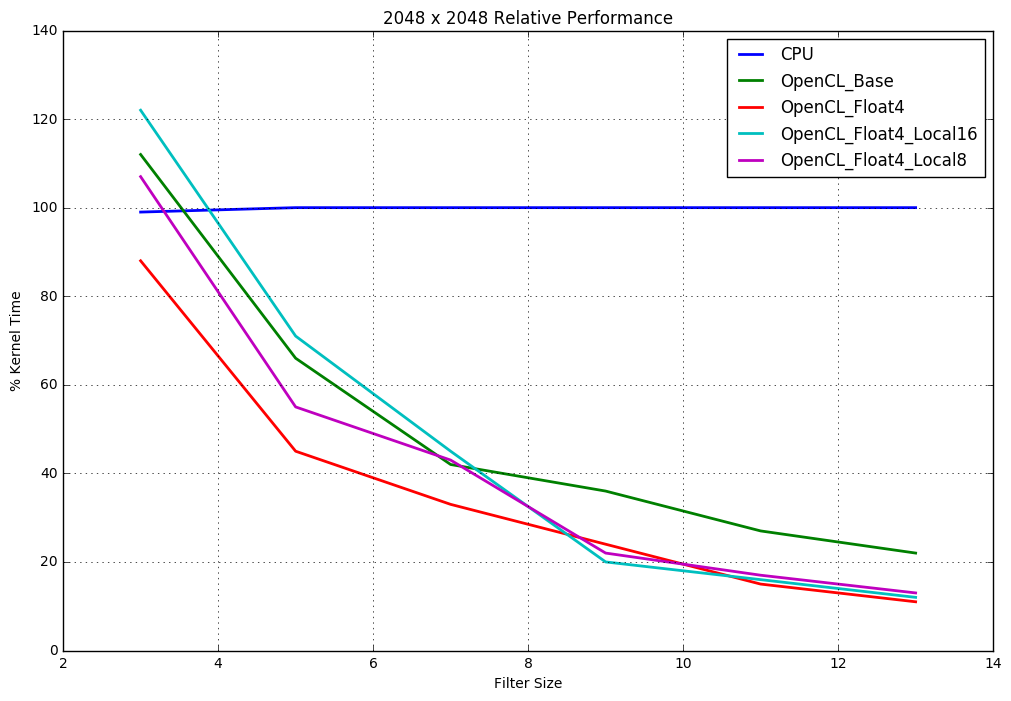 2048 x 2048 Relative Performance
140
120
100
80
60
40
20
0
% Kernel Time
CPU
OpenCL_Base
OpenCL_Float4
OpenCL_Float4_Local16
OpenCL_Float4_Local8
2 4 6 8 10 12 14
Filter Size